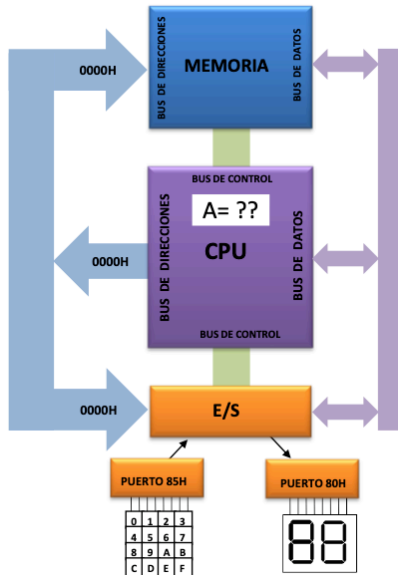 0000H
BUS DE DIRECCIONES
MEMORIA
BUS DE DATOS
BUS DE CONTROL
A= ??
0000H
BUS DE DIRECCIONES
CPU
BUS DE DATOS
BUS DE CONTROL
0000H
E/S
PUERTO 85H
PUERTO 80H
0 1 2 3
4 5 6 7
8 9 A B
C D E F
88